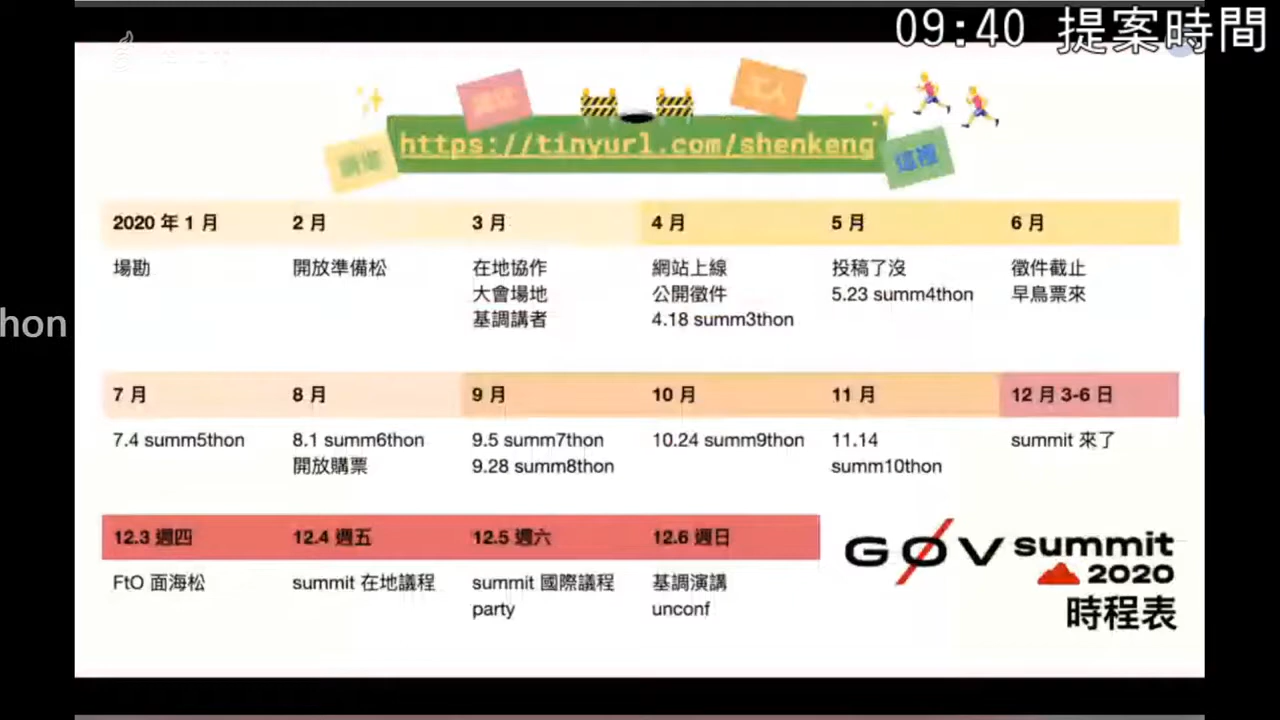 09:40 提案時間
https://tinyurl.com/shenkeng
這裡
hon
2020 年 1 月
2 月
3 月
4 月
5 月
6 月
場勘
開放準備松
在地協作
大會場地
基調講者
網站上線
公開徵件
4.18 summ3thon
投稿了沒
5.23 summ4thon
徵件截止
早鳥票來
7 月
8 月
9 月
10 月
11 月
12 月 3-6 日
7.4 summ5thon
8.1 summ6thon
開放購票
9.5 summ7thon
9.28 summ8thon
10.24 summ9thon
11.14
summ10thon
summit 來了
12.3 週四
12.4 週五
12.5 週六
12.6 週日
FtO 面海松
summit 在地議程
summit 國際議程
party
基調演講
unconf
GØV summit
2020
時程表